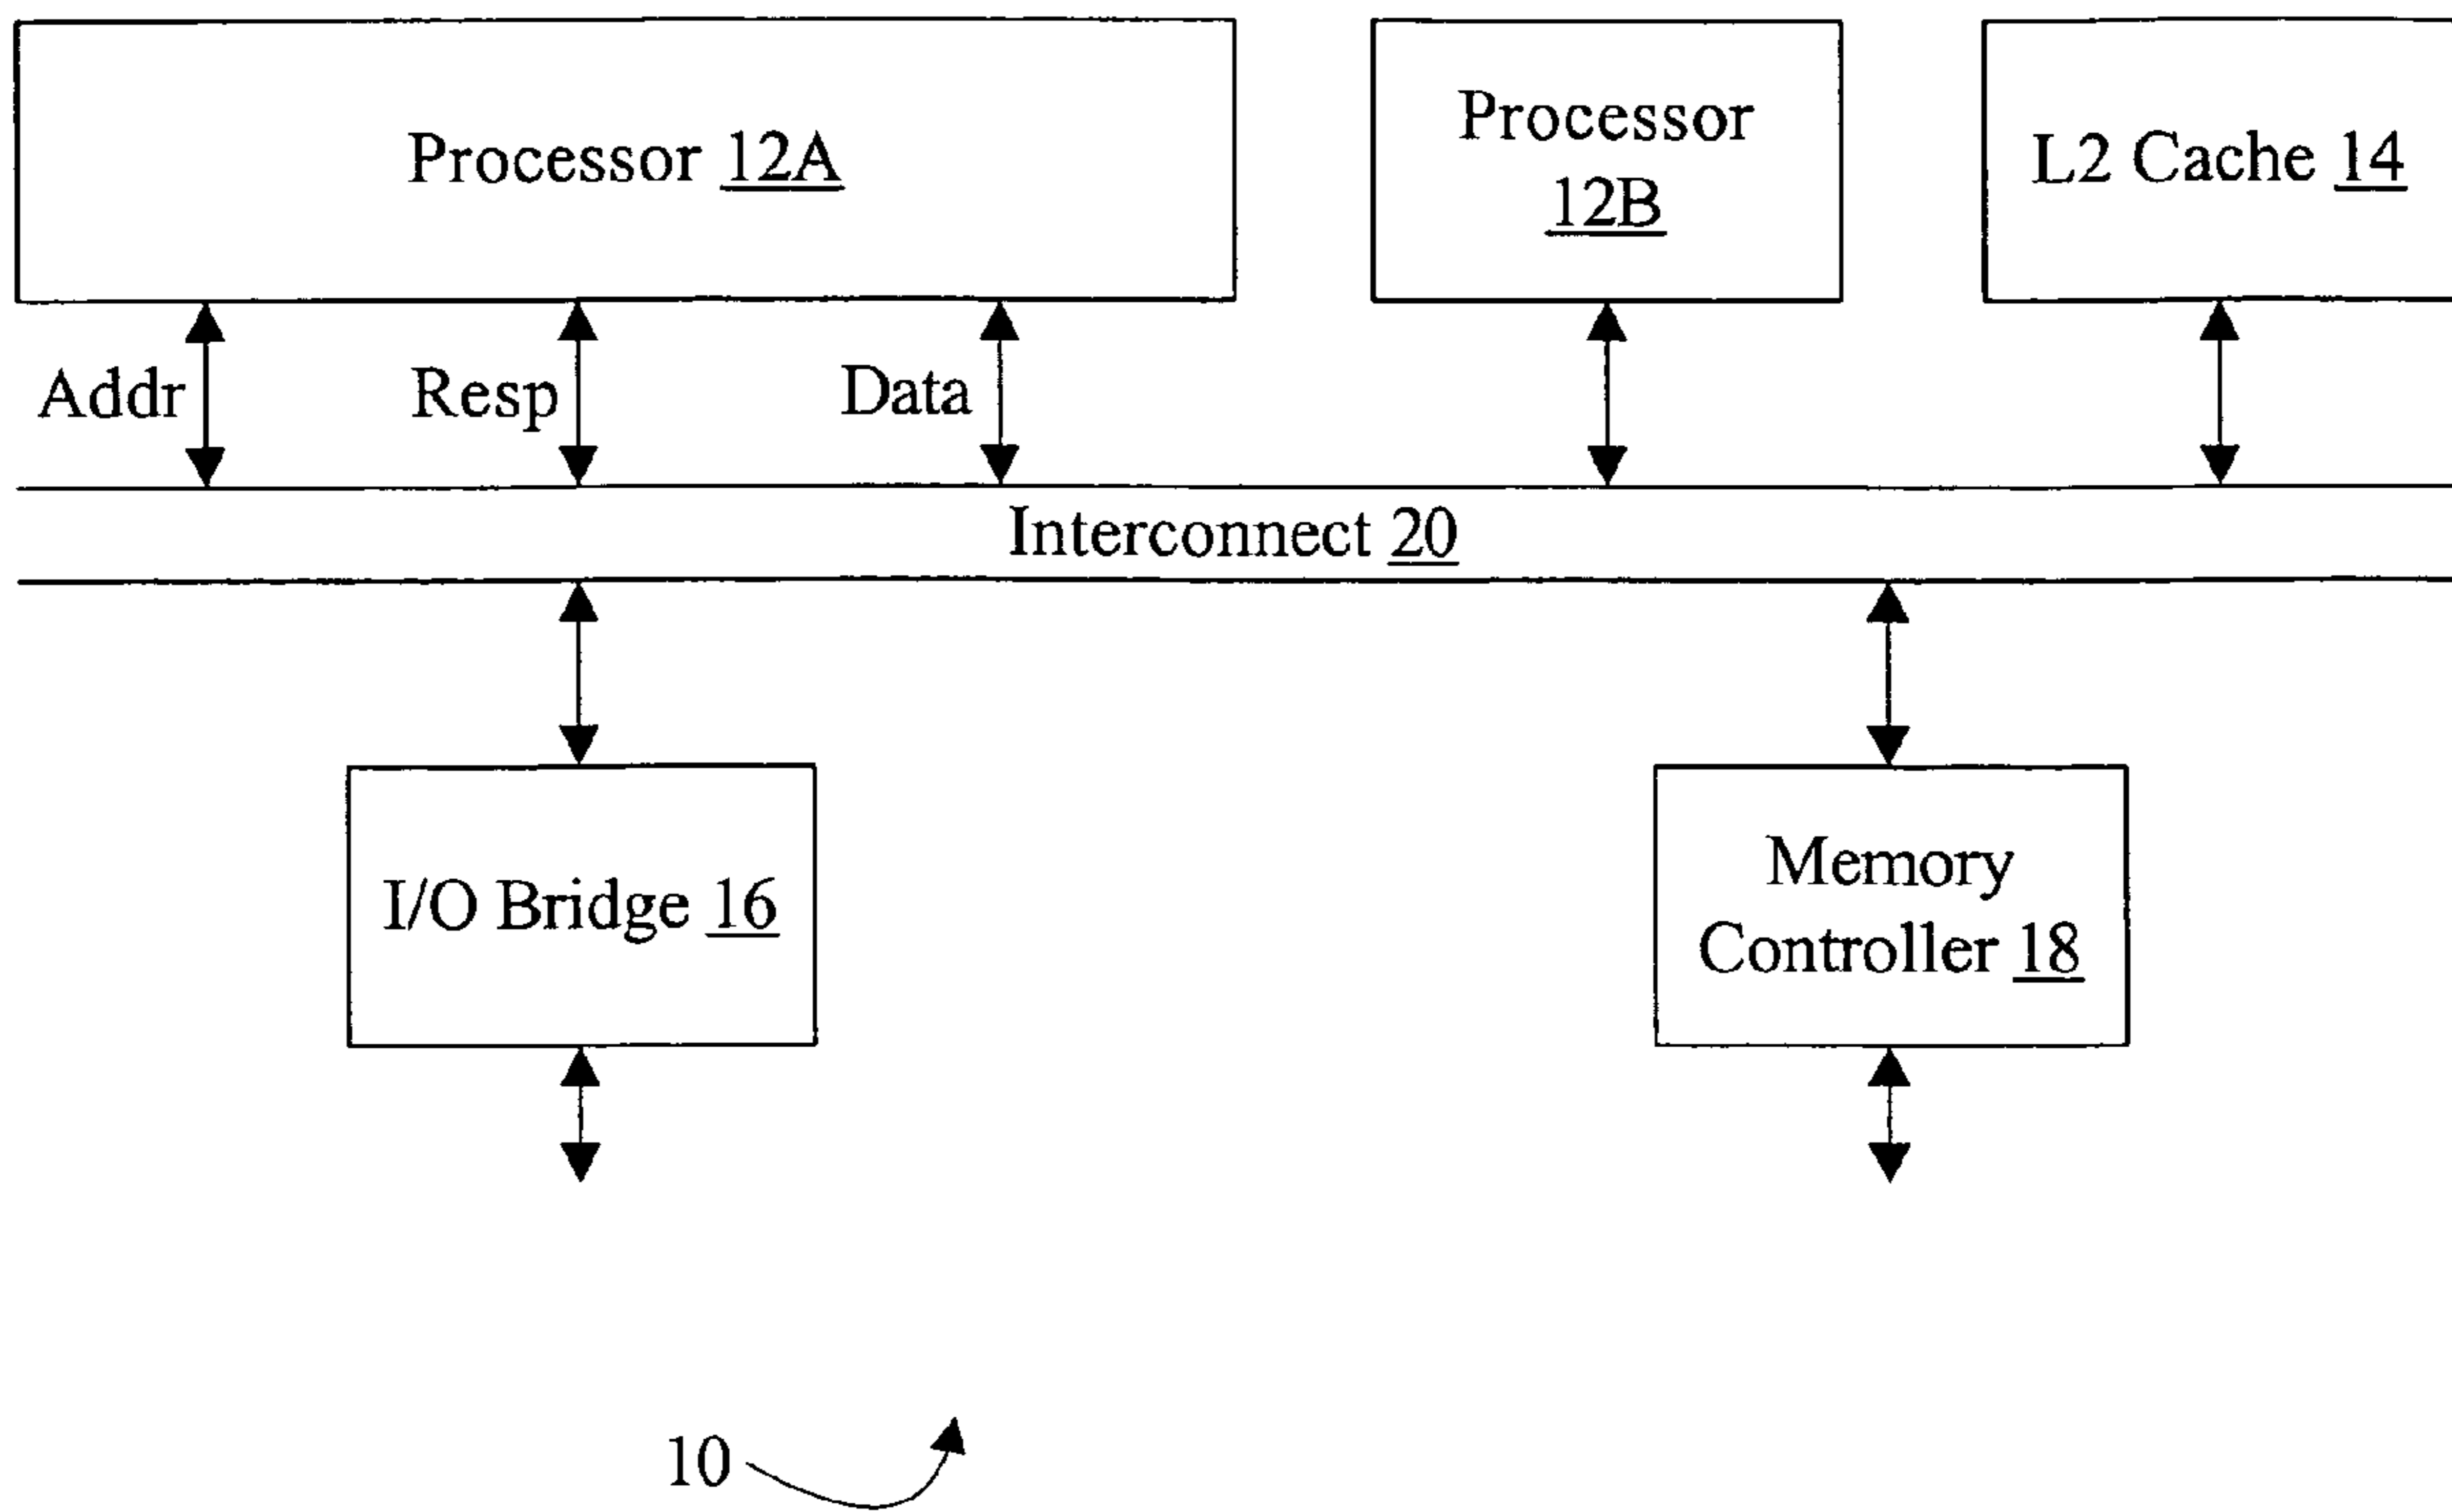 Processor 12A
Processor
12B
L2 Cache 14
Addr
Resp
Data
Interconnect 20
I/O Bridge 16
Memory
Controller 18
10